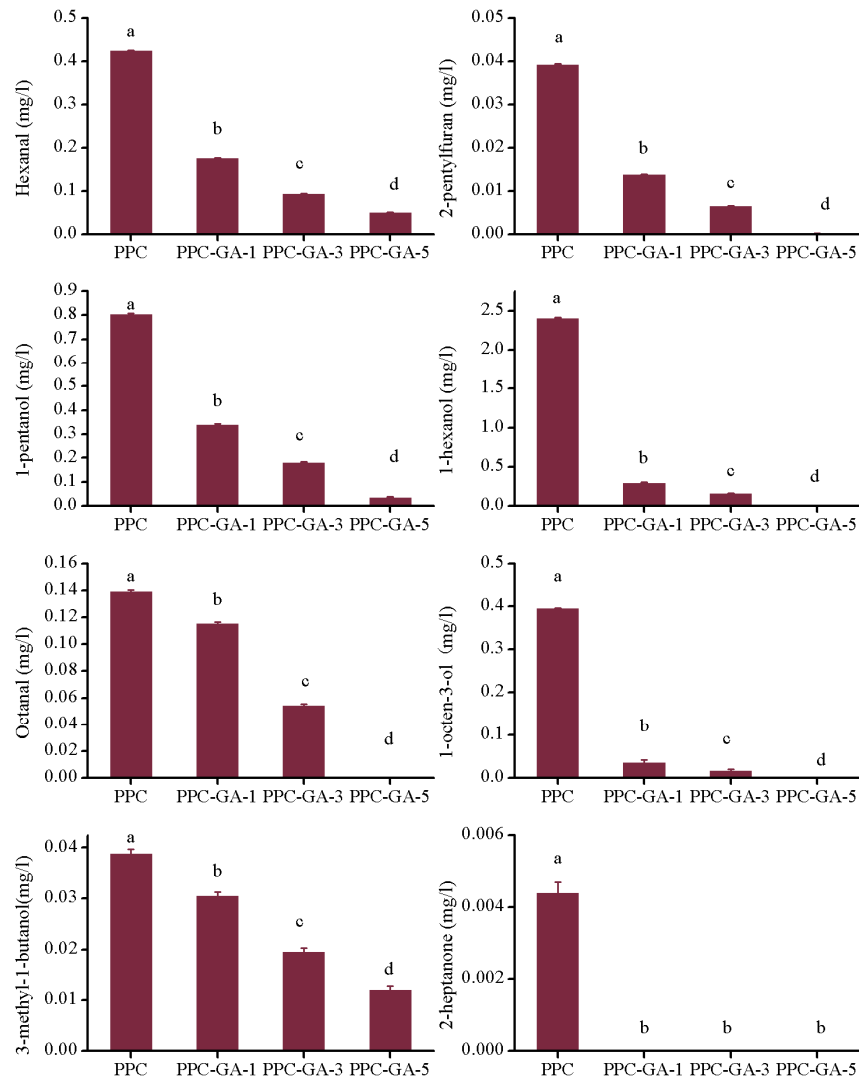 Hexanal (mg/l)
0.5
0.4
0.3
0.2
0.1
0.0
a
b
c
d
PPC PPC-GA-1 PPC-GA-3 PPC-GA-5
2-pentylfuran (mg/l)
0.05
0.04
0.03
0.02
0.01
0.00
a
b
c
d
PPC PPC-GA-1 PPC-GA-3 PPC-GA-5
1-pentanol (mg/l)
0.9
0.8
0.7
0.6
0.5
0.4
0.3
0.2
0.1
0.0
a
b
c
d
PPC PPC-GA-1 PPC-GA-3 PPC-GA-5
1-hexanol (mg/l)
2.5
2.0
1.5
1.0
0.5
0.0
a
b
c
d
PPC PPC-GA-1 PPC-GA-3 PPC-GA-5
Octanal (mg/l)
0.16
0.14
0.12
0.10
0.08
0.06
0.04
0.02
0.00
a
b
c
d
PPC PPC-GA-1 PPC-GA-3 PPC-GA-5
1-octen-3-ol (mg/l)
0.5
0.4
0.3
0.2
0.1
0.0
a
b
c
d
PPC PPC-GA-1 PPC-GA-3 PPC-GA-5
3-methyl-1-butanol(mg/l)
0.04
0.03
0.02
0.01
0.00
a
b
c
d
PPC PPC-GA-1 PPC-GA-3 PPC-GA-5
2-heptanone (mg/l)
0.006
0.004
0.002
0.000
a
b b b
PPC PPC-GA-1 PPC-GA-3 PPC-GA-5